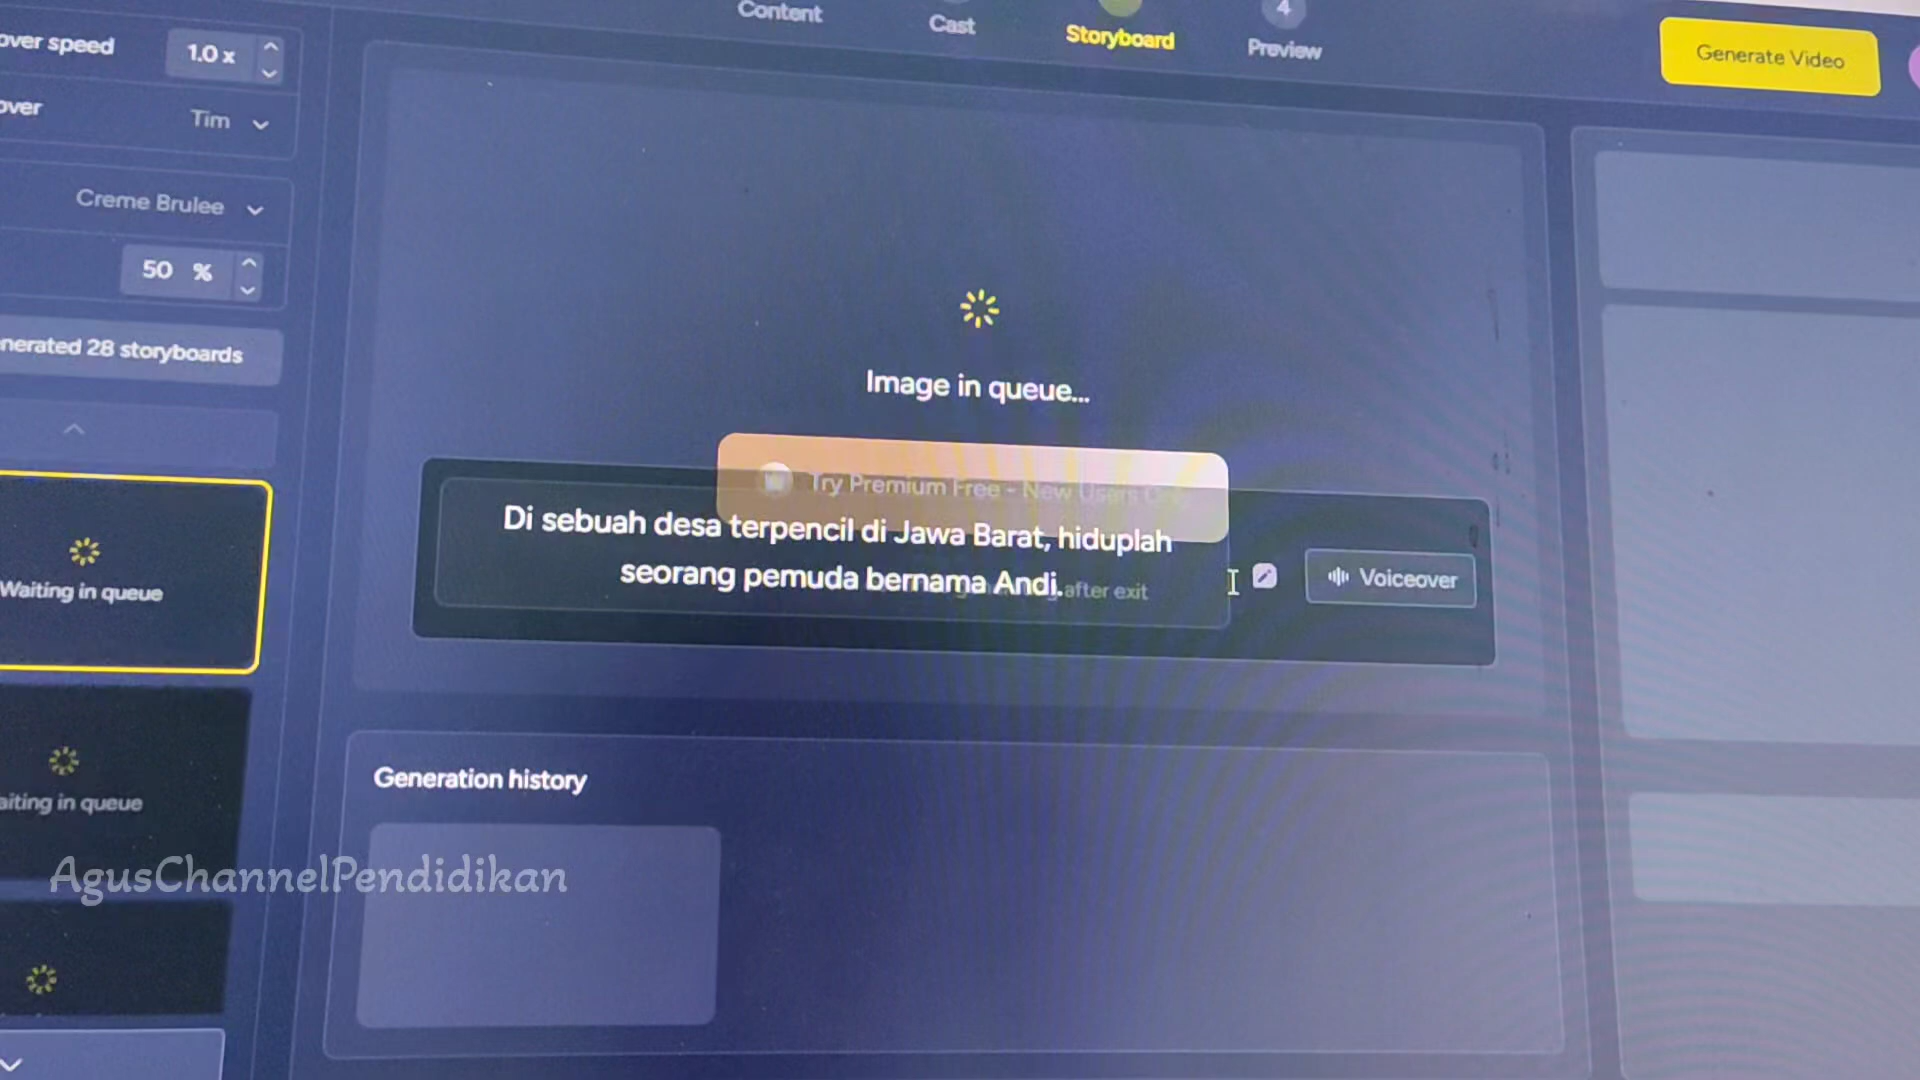 Content
Cast
Storyboard
4
Preview
Generate Video
over speed
1.0 x
over
Tim
Creme Brulee
50 %
nerated 28 storyboards
Image in queue...
Try Premium Free - New Users
Di sebuah desa terpencil di Jawa Barat, hiduplah
seorang pemuda bernama Andi.
after exit
Voiceover
Waiting in queue
aiting in queue
Generation history
AgusChannelPendidikan